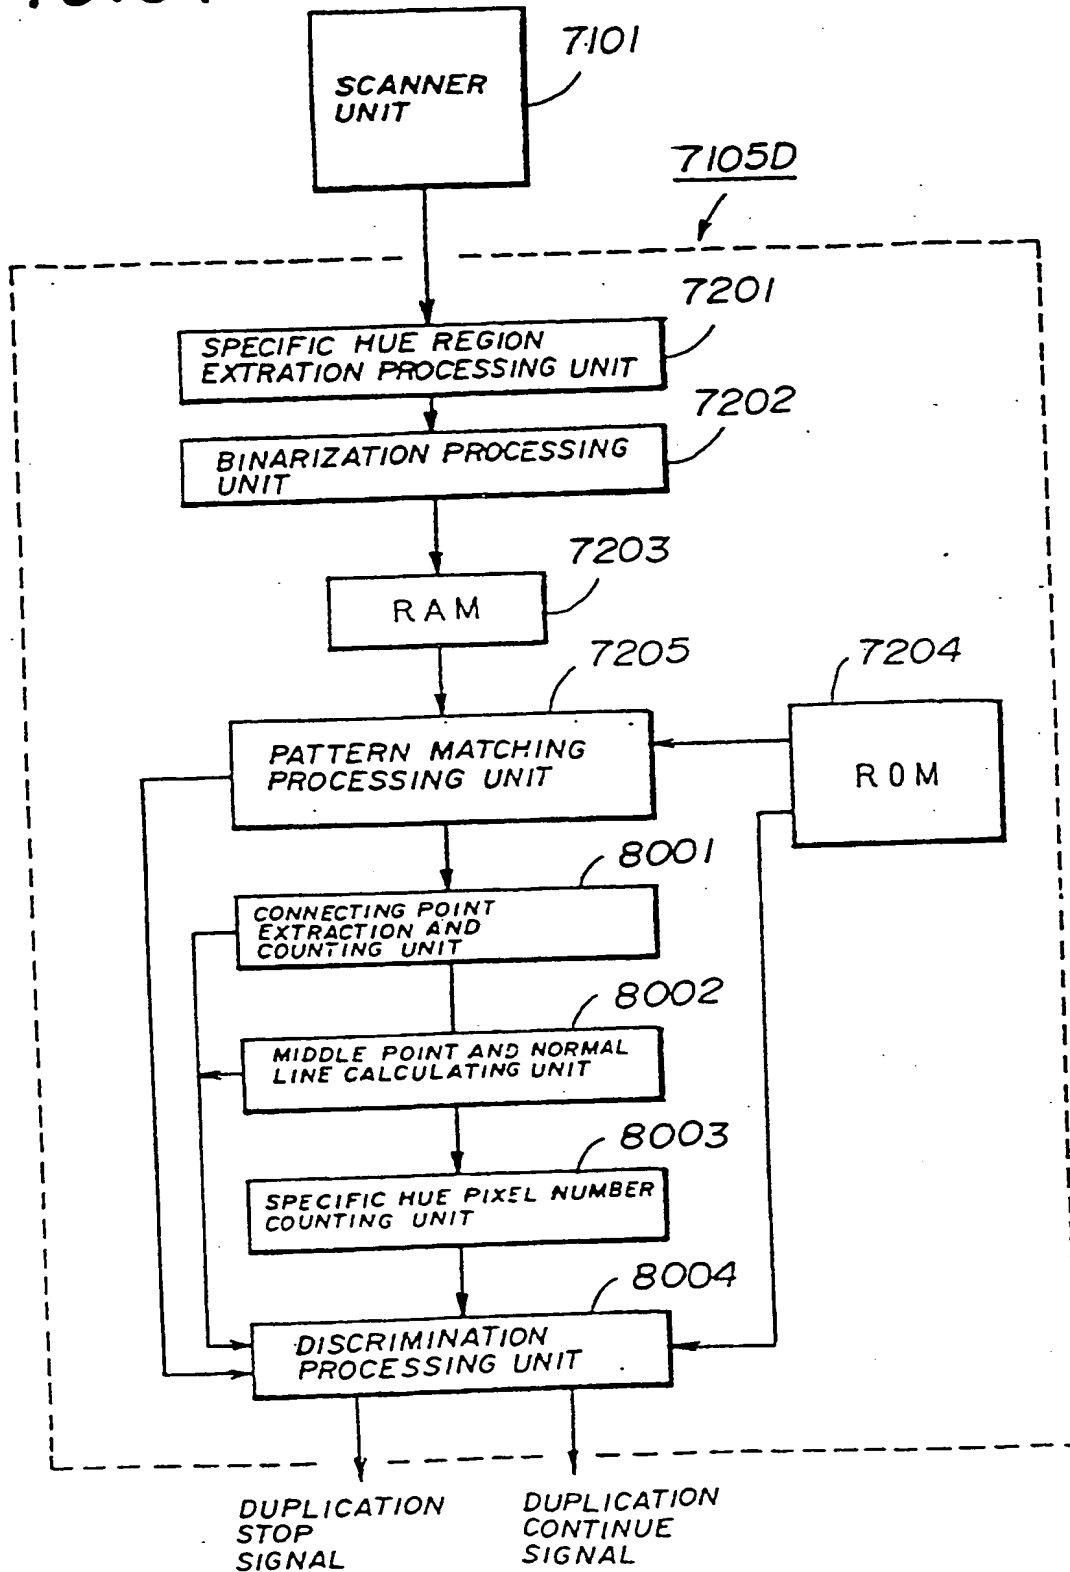 7101
SCANNER
UNIT
7105D
7201
SPECIFIC HUE REGION
EXTRATION PROCESSING UNIT
7202
BINARIZATION PROCESSING
UNIT
7203
RAM
7205
7204
PATTERN MATCHING
PROCESSING UNIT
ROM
8001
CONNECTING POINT
EXTRACTION AND
COUNTING UNIT
8002
MIDDLE POINT AND NORMAL
LINE CALCULATING UNIT
8003
SPECIFIC HUE PIXEL NUMBER
COUNTING UNIT
8004
DISCRIMINATION
PROCESSING UNIT
DUPLICATION
STOP
SIGNAL
DUPLICATION
CONTINUE
SIGNAL